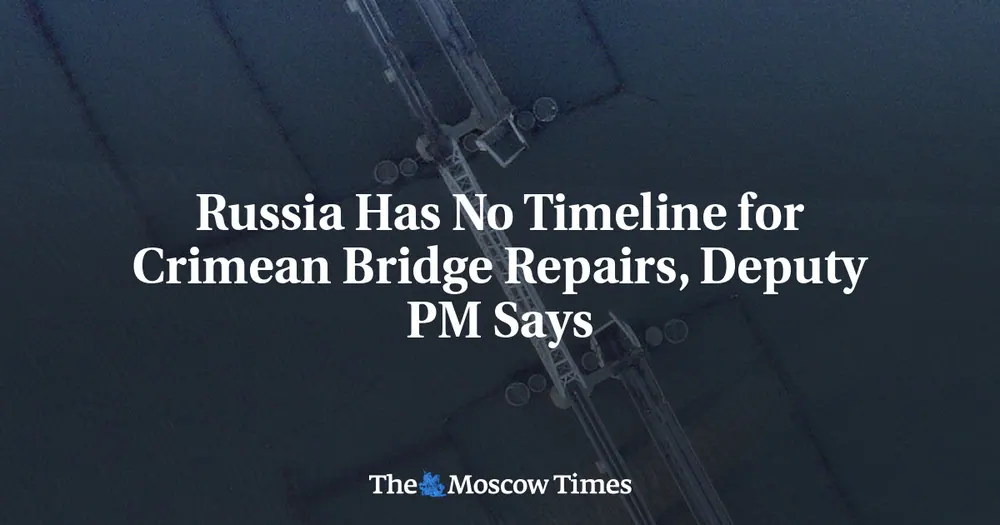 Russia Has No Timeline for
Crimean Bridge Repairs, Deputy
PM Says
The Moscow Times